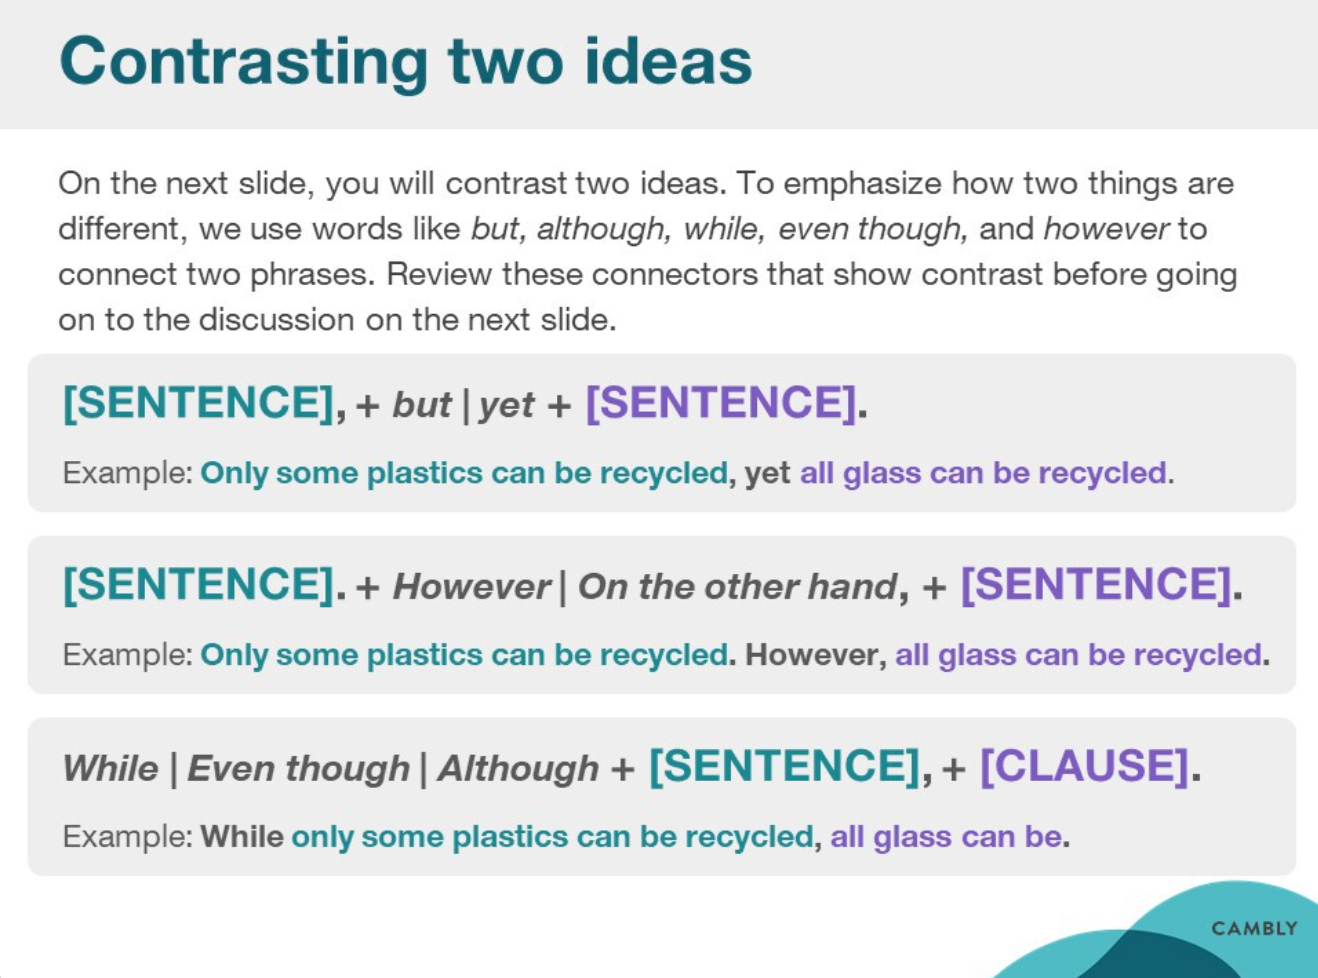 Contrasting two ideas
On the next slide, you will contrast two ideas. To emphasize how two things are
different, we use words like but, although, while, even though, and however to
connect two phrases. Review these connectors that show contrast before going
on to the discussion on the next slide.
[SENTENCE], + but | yet + [SENTENCE].
Example: Only some plastics can be recycled, yet all glass can be recycled.
[SENTENCE]. + However | On the other hand, + [SENTENCE].
Example: Only some plastics can be recycled. However, all glass can be recycled.
While | Even though | Although + [SENTENCE], + [CLAUSE].
Example: While only some plastics can be recycled, all glass can be.
CAMBLY